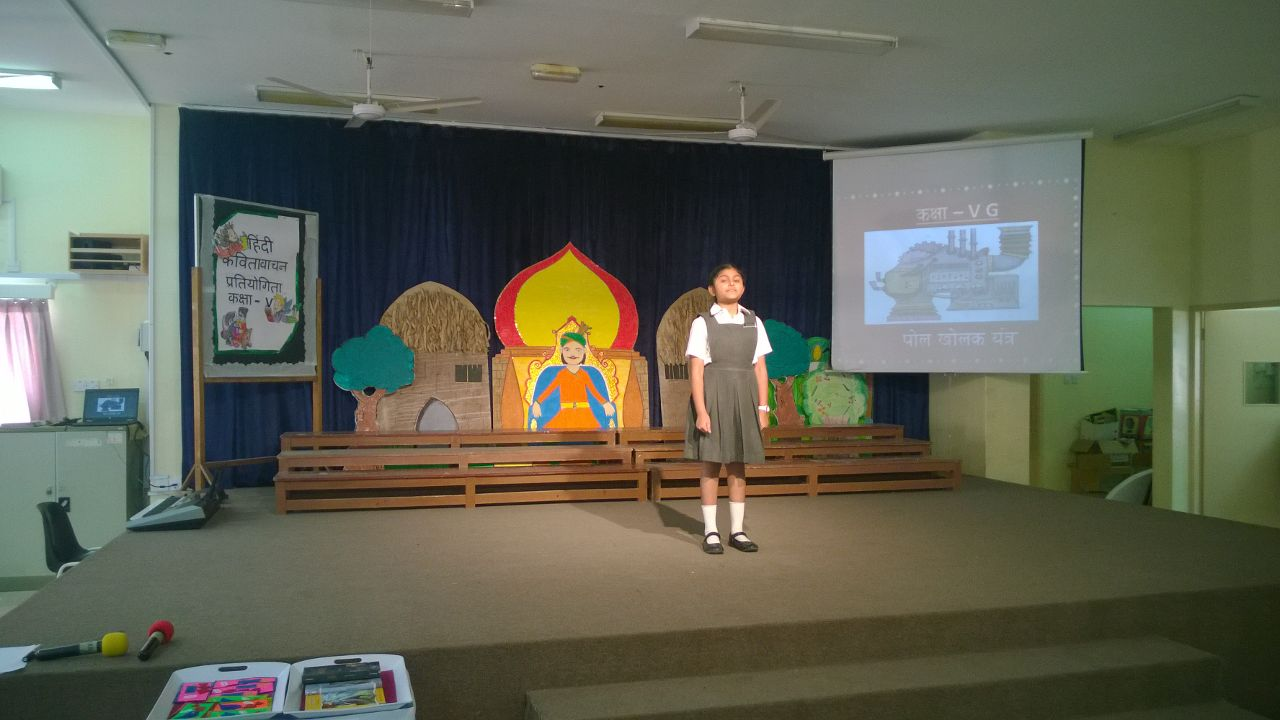 हिंदी
कवितावाचन
प्रतियोगिता
कक्षा - V
कक्षा – V G
पोल खोलक यंत्र